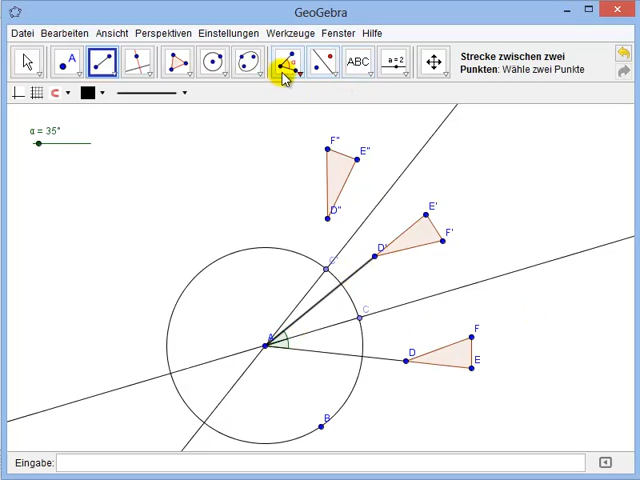 GeoGebra
Datei Bearbeiten Ansicht Perspektiven Einstellungen Werkzeuge Fenster Hilfe
A
α
ABC
a = 2
Strecke zwischen zwei
Punkten: Wähle zwei Punkte
α = 35°
F"
E"
D"
E'
F'
D'
C'
C
A
F
D
E
B
Eingabe: